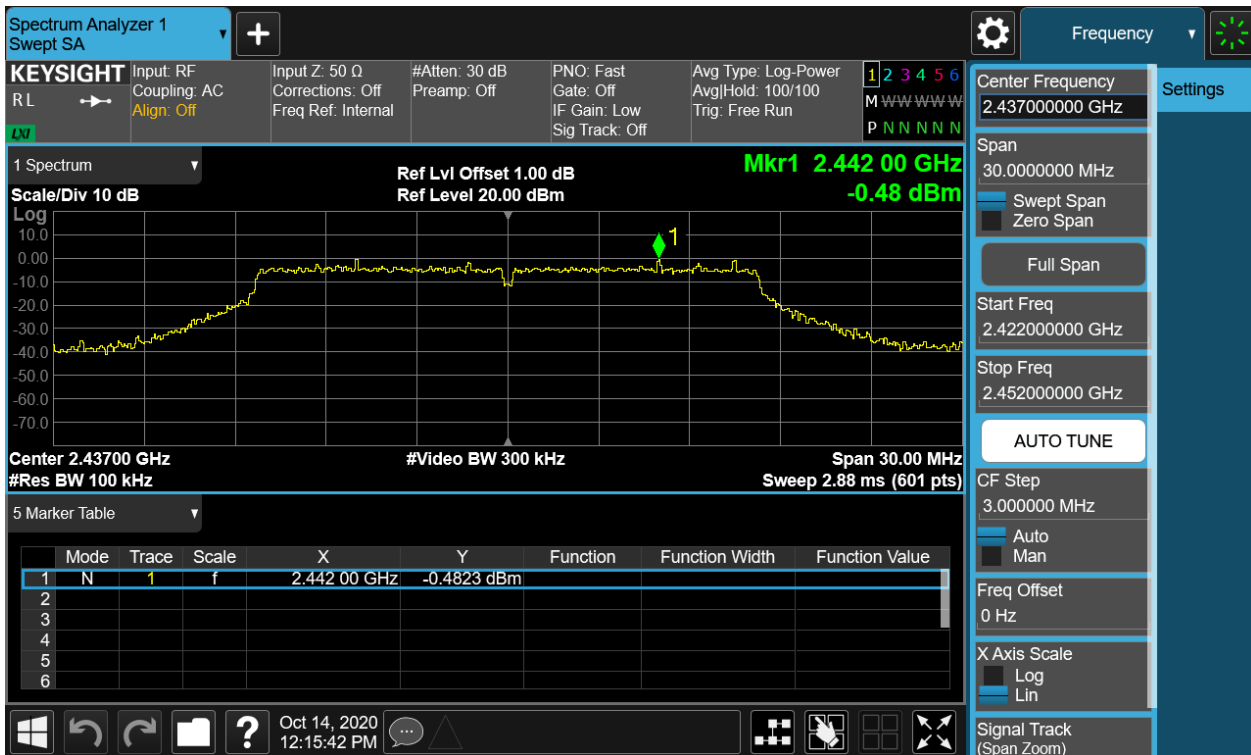 Spectrum Analyzer 1
Swept SA
+
Frequency
KEYSIGHT
R L
LXI
Input: RF
Coupling: AC
Align: Off
Input Z: 50 Ω
Corrections: Off
Freq Ref: Internal
#Atten: 30 dB
Preamp: Off
PNO: Fast
Gate: Off
IF Gain: Low
Sig Track: Off
Avg Type: Log-Power
Avg|Hold: 100/100
Trig: Free Run
1 2 3 4 5 6
M W W W W W
P N N N N N
1 Spectrum
Scale/Div 10 dB
Ref Lvl Offset 1.00 dB
Ref Level 20.00 dBm
Mkr1 2.442 00 GHz
-0.48 dBm
Log
10.0
0.00
-10.0
-20.0
-30.0
-40.0
-50.0
-60.0
-70.0
1
Center 2.43700 GHz
#Res BW 100 kHz
#Video BW 300 kHz
Span 30.00 MHz
Sweep 2.88 ms (601 pts)
5 Marker Table
Mode Trace Scale X Y Function Function Width Function Value
1 N 1 f 2.442 00 GHz -0.4823 dBm
2
3
4
5
6
?
Oct 14, 2020
12:15:42 PM
Center Frequency
2.437000000 GHz
Settings
Span
30.0000000 MHz
Swept Span
Zero Span
Full Span
Start Freq
2.422000000 GHz
Stop Freq
2.452000000 GHz
AUTO TUNE
CF Step
3.000000 MHz
Auto
Man
Freq Offset
0 Hz
X Axis Scale
Log
Lin
Signal Track
(Span Zoom)